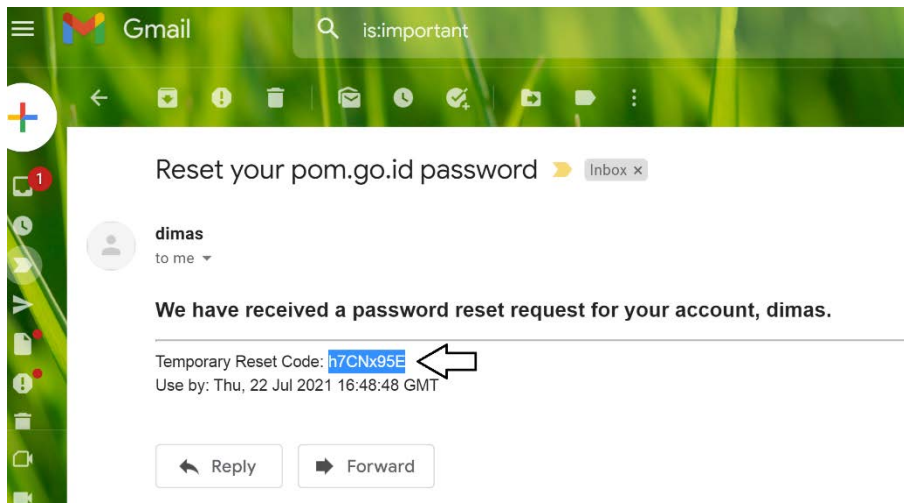 Gmail
is:important
Reset your pom.go.id password Inbox ×
1
dimas
to me
We have received a password reset request for your account, dimas.
Temporary Reset Code: h7CNx95E
Use by: Thu, 22 Jul 2021 16:48:48 GMT
Reply Forward